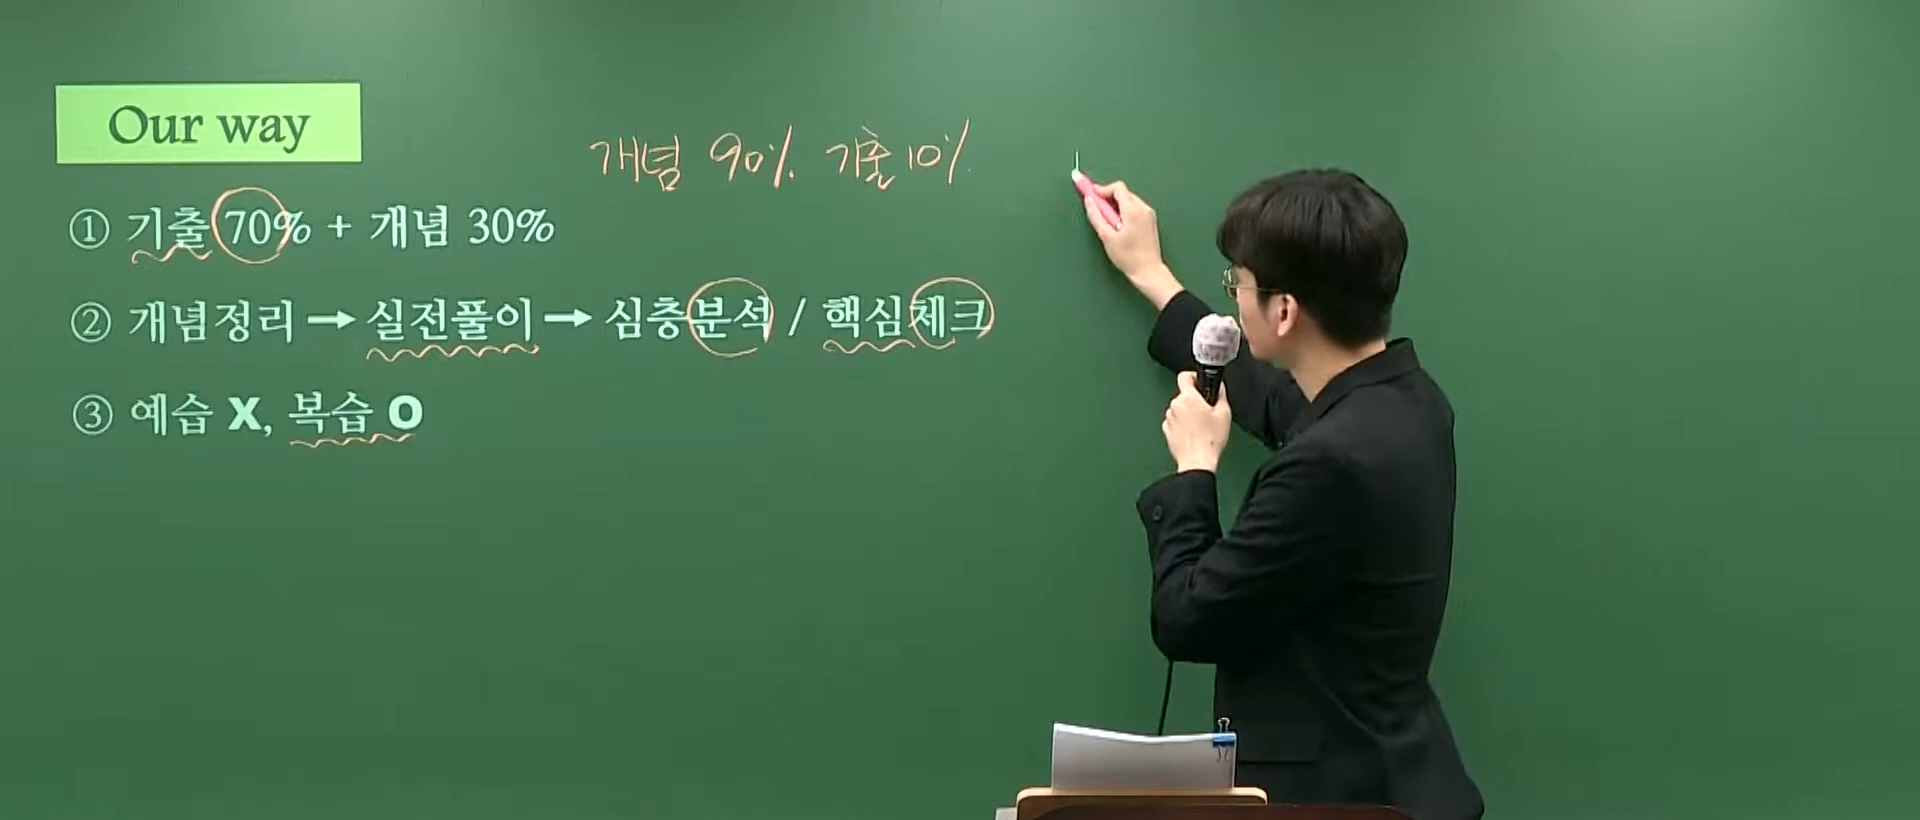 Our way
개념 90% 기출 10%
① 기출 70% + 개념 30%
② 개념정리 → 실전풀이 → 심층분석 / 핵심체크
③ 예습 X, 복습 O